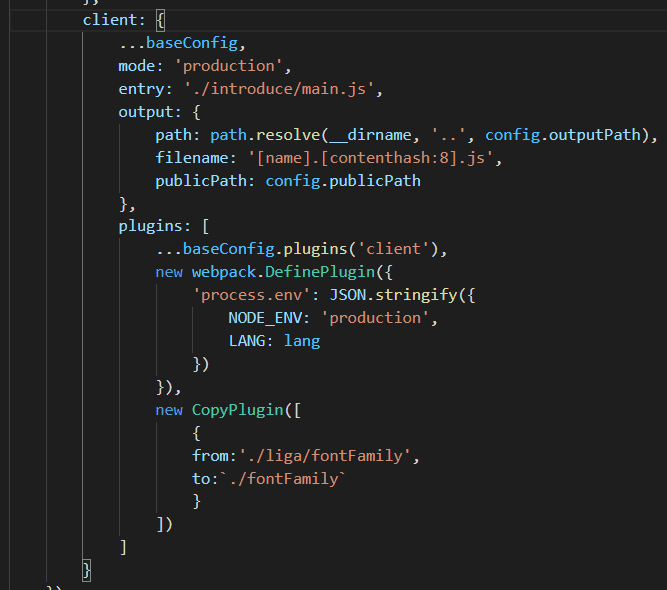 },
client: {
...baseConfig,
mode: 'production',
entry: './introduce/main.js',
output: {
path: path.resolve(__dirname, '..', config.outputPath),
filename: '[name].[contenthash:8].js',
publicPath: config.publicPath
},
plugins: [
...baseConfig.plugins('client'),
new webpack.DefinePlugin({
'process.env': JSON.stringify({
NODE_ENV: 'production',
LANG: lang
})
}),
new CopyPlugin([
{
from:'./liga/fontFamily',
to:`./fontFamily`
}
])
]
}
})